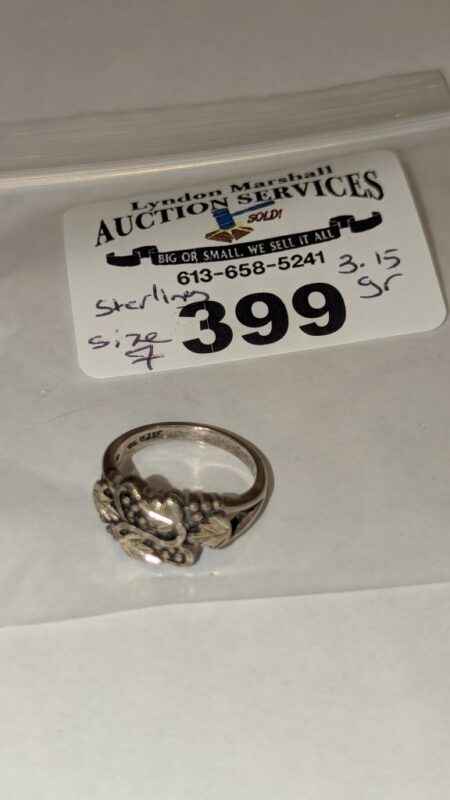 Lyndon Marshall
AUCTION SERVICES
SOLD!
BIG OR SMALL, WE SELL IT ALL
613-658-5241
Sterling
size
7
399
3.15
gr